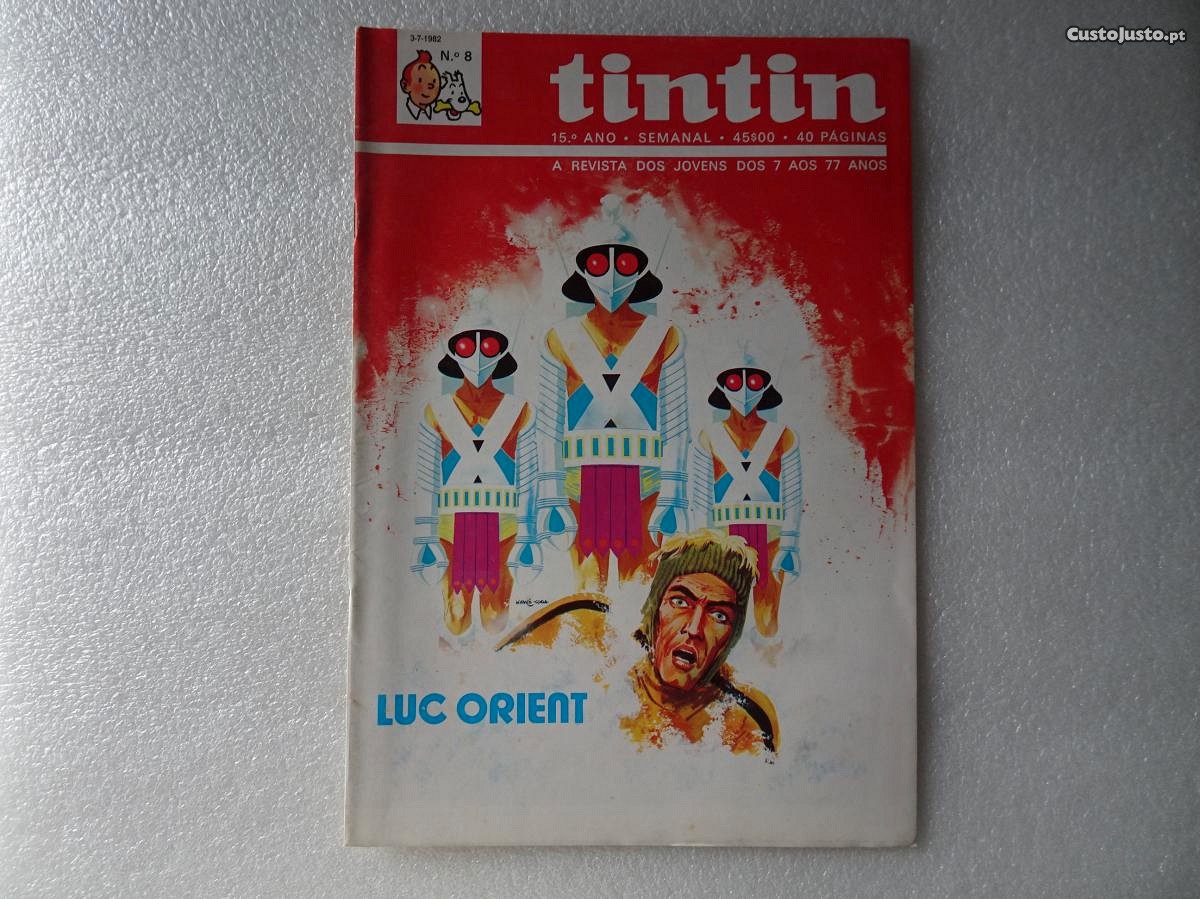 CustoJusto.pt
3-7-1982
N.º 8
tintin
15.º ANO • SEMANAL • 45$00 • 40 PÁGINAS
A REVISTA DOS JOVENS DOS 7 AOS 77 ANOS
LUC ORIENT